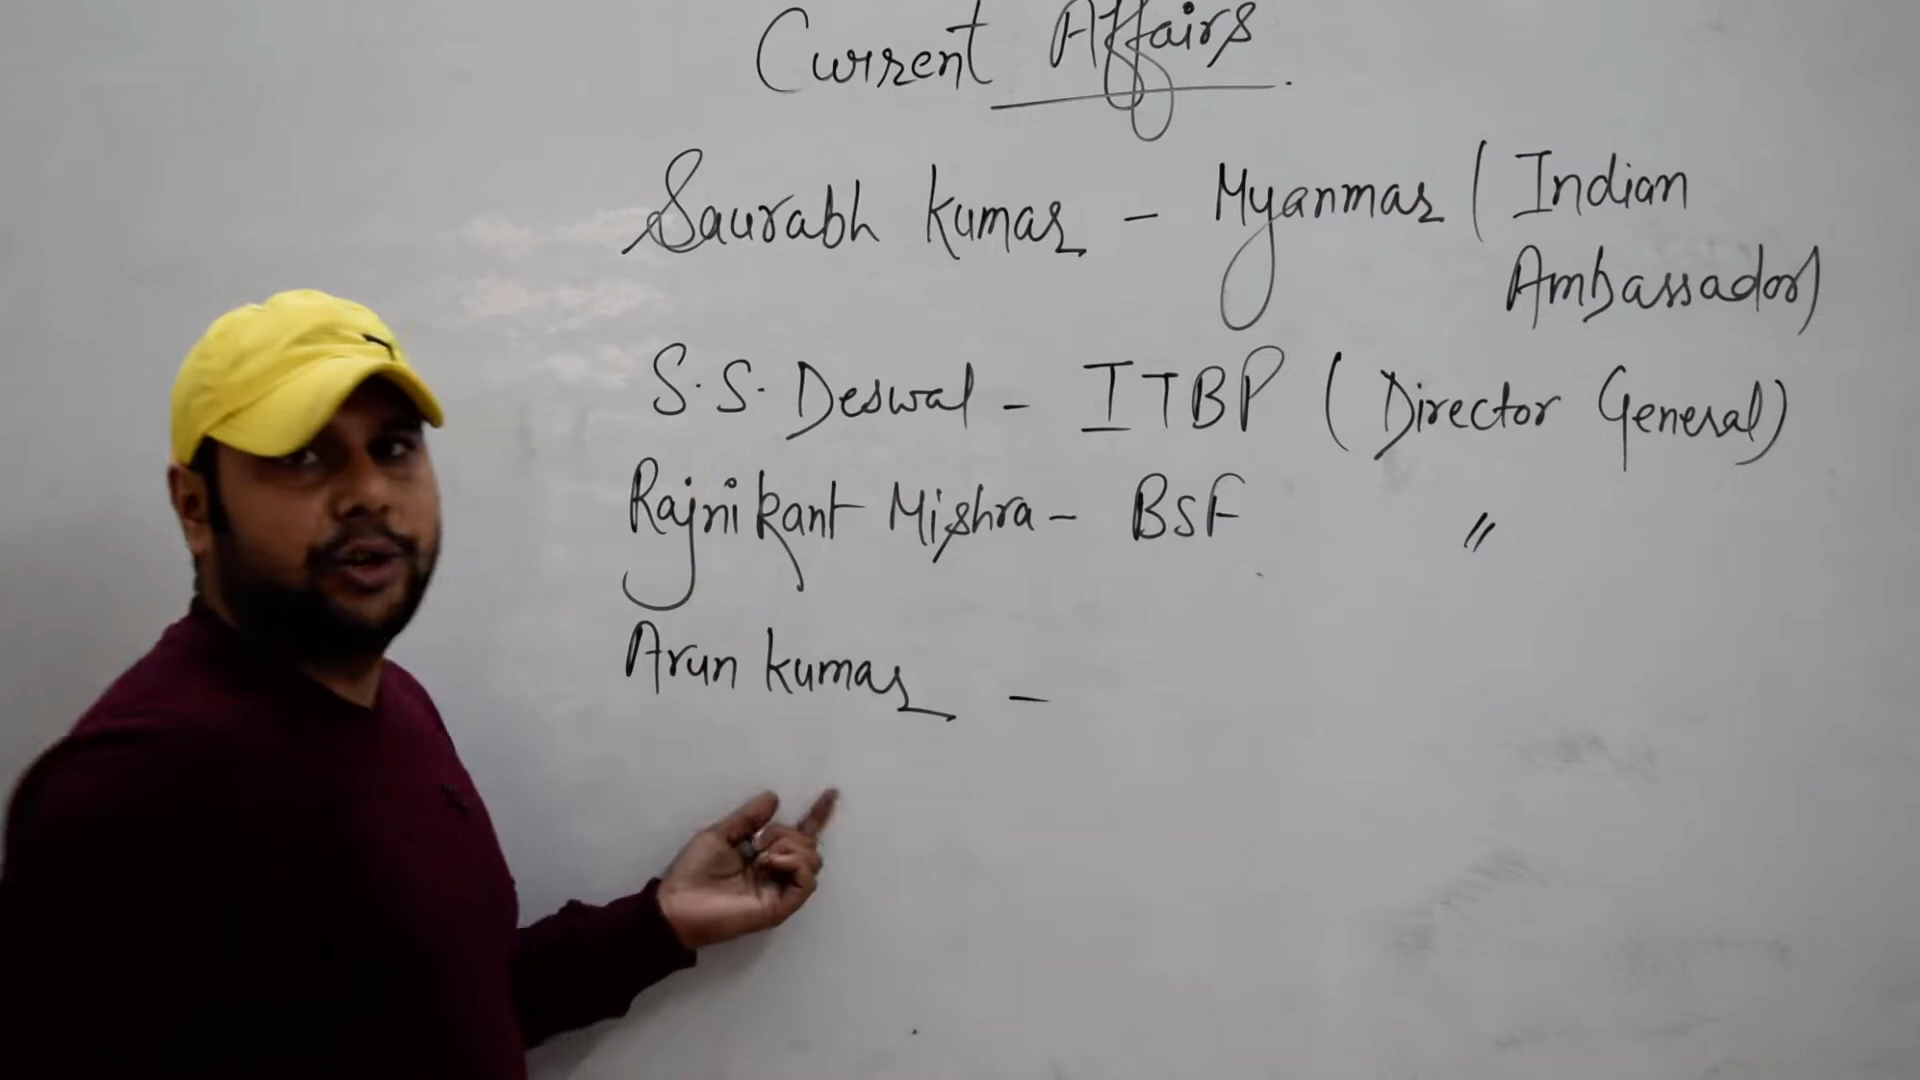 Current Affairs.
Saurabh Kumar - Myanmar (Indian
Ambassador)
S.S. Deswal - ITBP (Director General)
Rajnikant Mishra - BSF "
Arun Kumar -